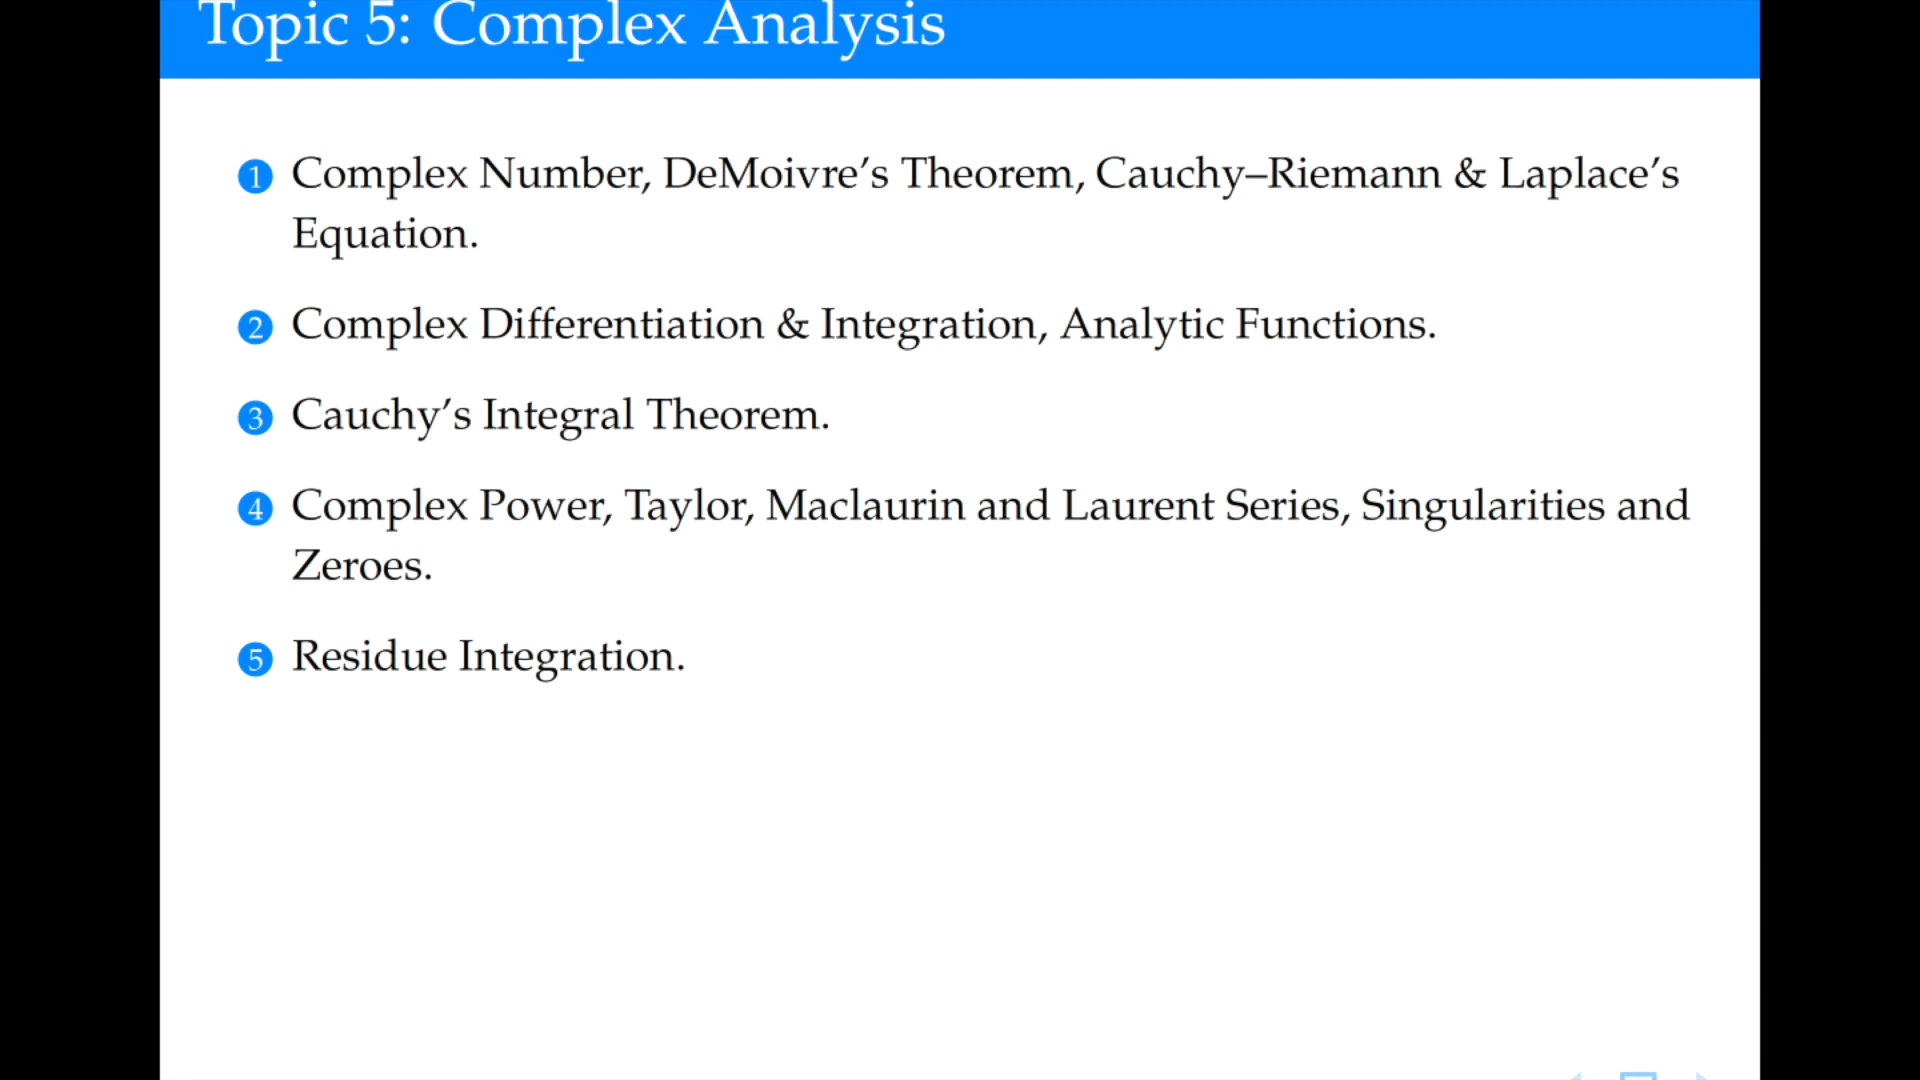 Topic 5: Complex Analysis
1 Complex Number, DeMoivre’s Theorem, Cauchy–Riemann & Laplace’s
Equation.
2 Complex Differentiation & Integration, Analytic Functions.
3 Cauchy’s Integral Theorem.
4 Complex Power, Taylor, Maclaurin and Laurent Series, Singularities and
Zeroes.
5 Residue Integration.